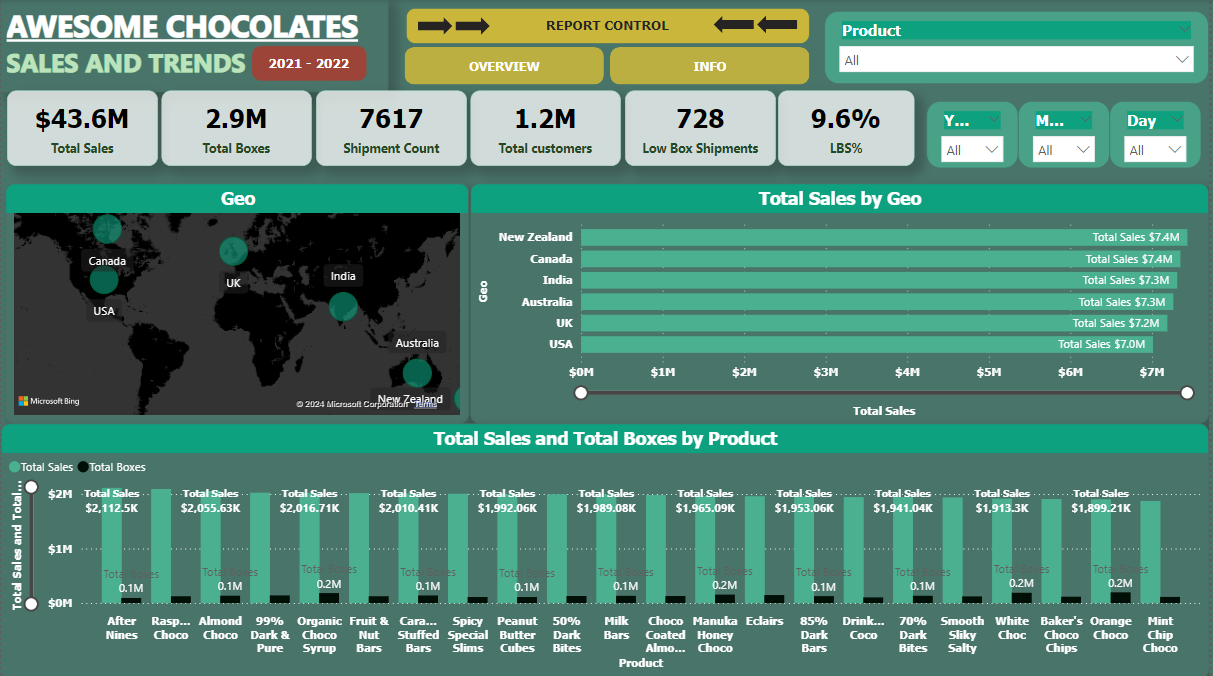 AWESOME CHOCOLATES
SALES AND TRENDS
2021 - 2022
REPORT CONTROL
OVERVIEW
INFO
Product
All
$43.6M
Total Sales
2.9M
Total Boxes
7617
Shipment Count
1.2M
Total customers
728
Low Box Shipments
9.6%
LBS%
Y...
All
M...
All
Day
All
Geo
Canada
USA
UK
India
Australia
New Zealand
Microsoft Bing
© 2024 Microsoft Corporation Terms
Total Sales by Geo
Geo
New Zealand
Total Sales $7.4M
Canada
Total Sales $7.4M
India
Total Sales $7.3M
Australia
Total Sales $7.3M
UK
Total Sales $7.2M
USA
Total Sales $7.0M
$0M $1M $2M $3M $4M $5M $6M $7M
Total Sales
Total Sales and Total Boxes by Product
Total Sales Total Boxes
Total Sales and Total...
$2M
$1M
$0M
Total Sales Total Sales Total Sales Total Sales Total Sales Total Sales Total Sales Total Sales Total Sales Total Sales Total Sales
$2,112.5K $2,055.63K $2,016.71K $2,010.41K $1,992.06K $1,989.08K $1,965.09K $1,953.06K $1,941.04K $1,913.3K $1,899.21K
Total Boxes Total Boxes Total Boxes Total Boxes Total Boxes Total Boxes Total Boxes Total Boxes Total Boxes Total Boxes Total Boxes
0.1M 0.1M 0.2M 0.1M 0.1M 0.1M 0.2M 0.1M 0.1M 0.2M 0.2M
After
Nines
Rasp...
Choco
Almond
Choco
99%
Dark &
Pure
Organic
Choco
Syrup
Fruit &
Nut
Bars
Cara...
Stuffed
Bars
Spicy
Special
Slims
Peanut
Butter
Cubes
50%
Dark
Bites
Milk
Bars
Choco
Coated
Almo...
Manuka
Honey
Choco
Eclairs
85%
Dark
Bars
Drink...
Coco
70%
Dark
Bites
Smooth
Sliky
Salty
White
Choc
Baker's
Choco
Chips
Orange
Choco
Mint
Chip
Choco
Product